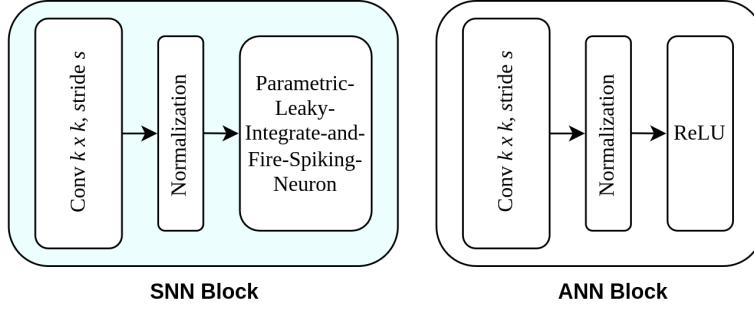 Conv k x k, stride s
Normalization
Parametric-
Leaky-
Integrate-and-
Fire-Spiking-
Neuron
SNN Block
Conv k x k, stride s
Normalization
ReLU
ANN Block